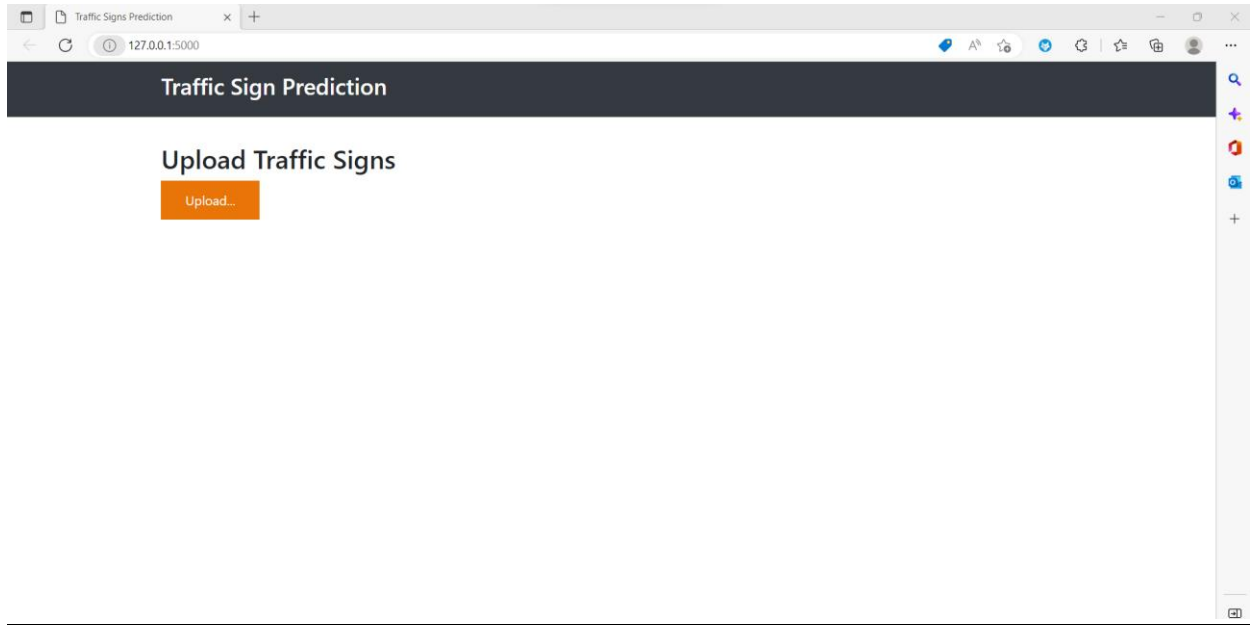 Traffic Signs Prediction
127.0.0.1:5000
Traffic Sign Prediction
Upload Traffic Signs
Upload...